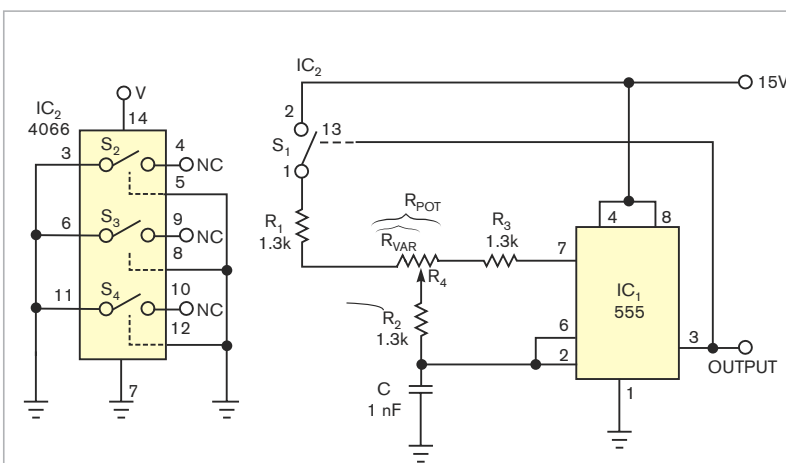 IC2
4066
V
14
S2
3
4
NC
5
S3
6
9
NC
8
S4
11
10
NC
12
7
IC2
15V
2
S1
13
1
R1
1.3k
RPOT
RVAR
R4
R3
1.3k
7
R2
1.3k
C
1 nF
4
8
IC1
555
6
2
3
OUTPUT
1